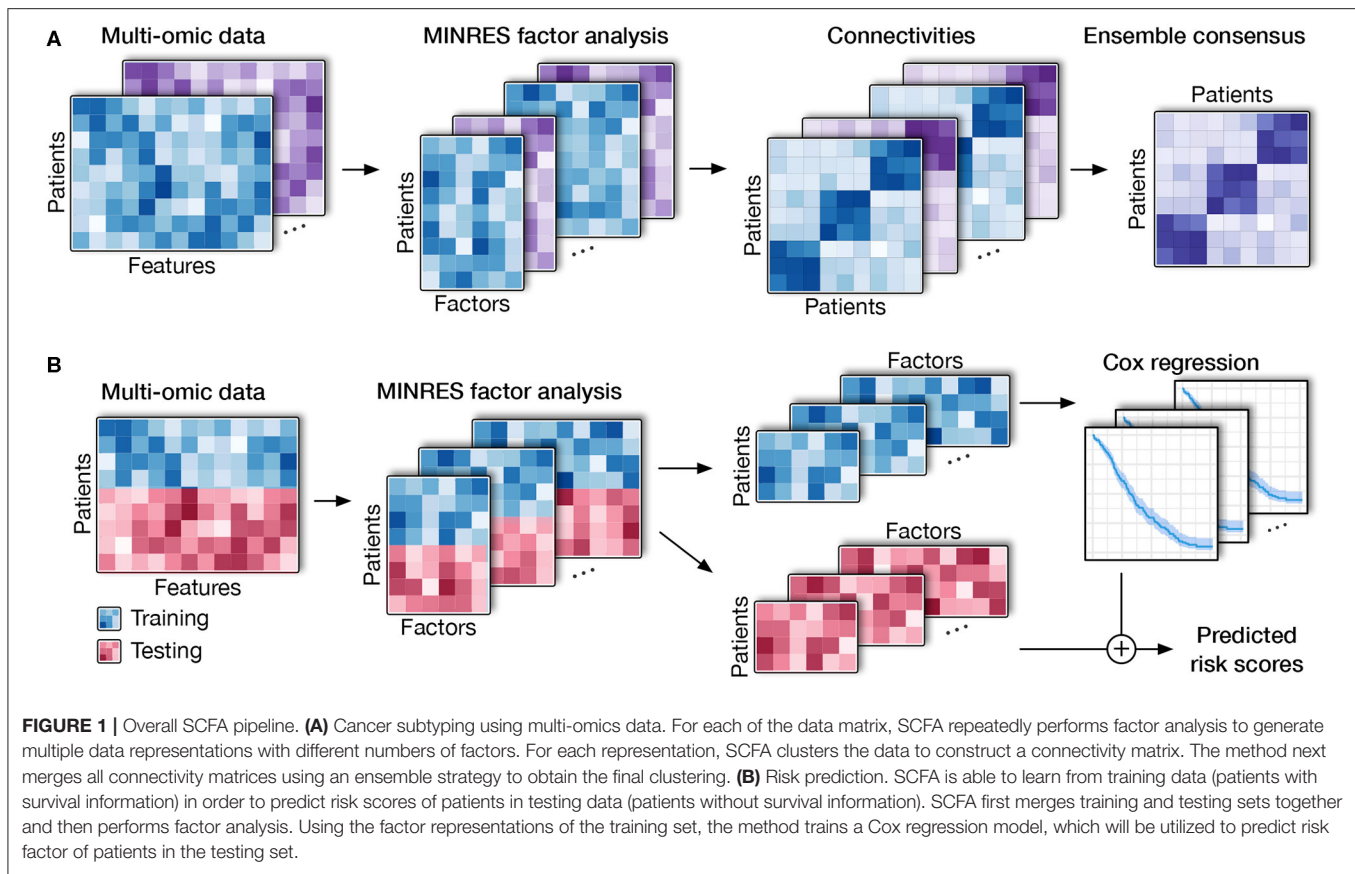 A
Multi-omic data
MINRES factor analysis
Connectivities
Ensemble consensus
Patients
Features
Patients
Factors
Patients
Patients
Patients
Patients
B
Multi-omic data
MINRES factor analysis
Factors
Cox regression
Patients
Features
Training
Testing
Patients
Factors
Patients
Factors
Patients
Predicted
risk scores
FIGURE 1 | Overall SCFA pipeline. (A) Cancer subtyping using multi-omics data. For each of the data matrix, SCFA repeatedly performs factor analysis to generate
multiple data representations with different numbers of factors. For each representation, SCFA clusters the data to construct a connectivity matrix. The method next
merges all connectivity matrices using an ensemble strategy to obtain the final clustering. (B) Risk prediction. SCFA is able to learn from training data (patients with
survival information) in order to predict risk scores of patients in testing data (patients without survival information). SCFA first merges training and testing sets together
and then performs factor analysis. Using the factor representations of the training set, the method trains a Cox regression model, which will be utilized to predict risk
factor of patients in the testing set.